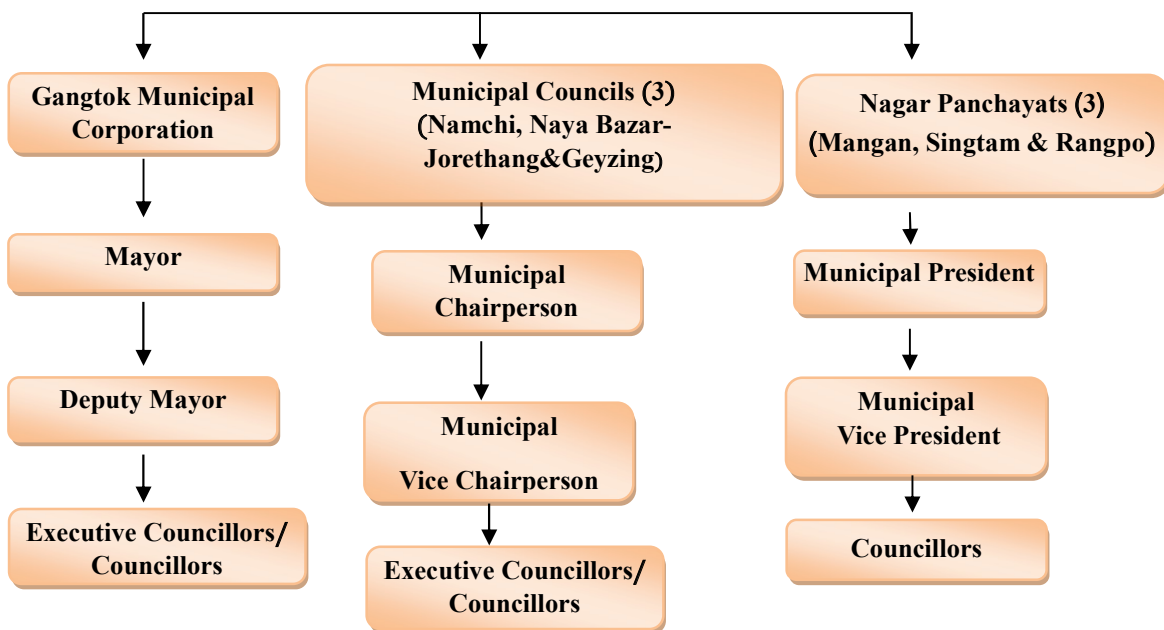 Gangtok Municipal
Corporation
Mayor
Deputy Mayor
Executive Councillors/
Councillors
Municipal Councils (3)
(Namchi, Naya Bazar-
Jorethang&Geyzing)
Municipal
Chairperson
Municipal
Vice Chairperson
Executive Councillors/
Councillors
Nagar Panchayats (3)
(Mangan, Singtam & Rangpo)
Municipal President
Municipal
Vice President
Councillors